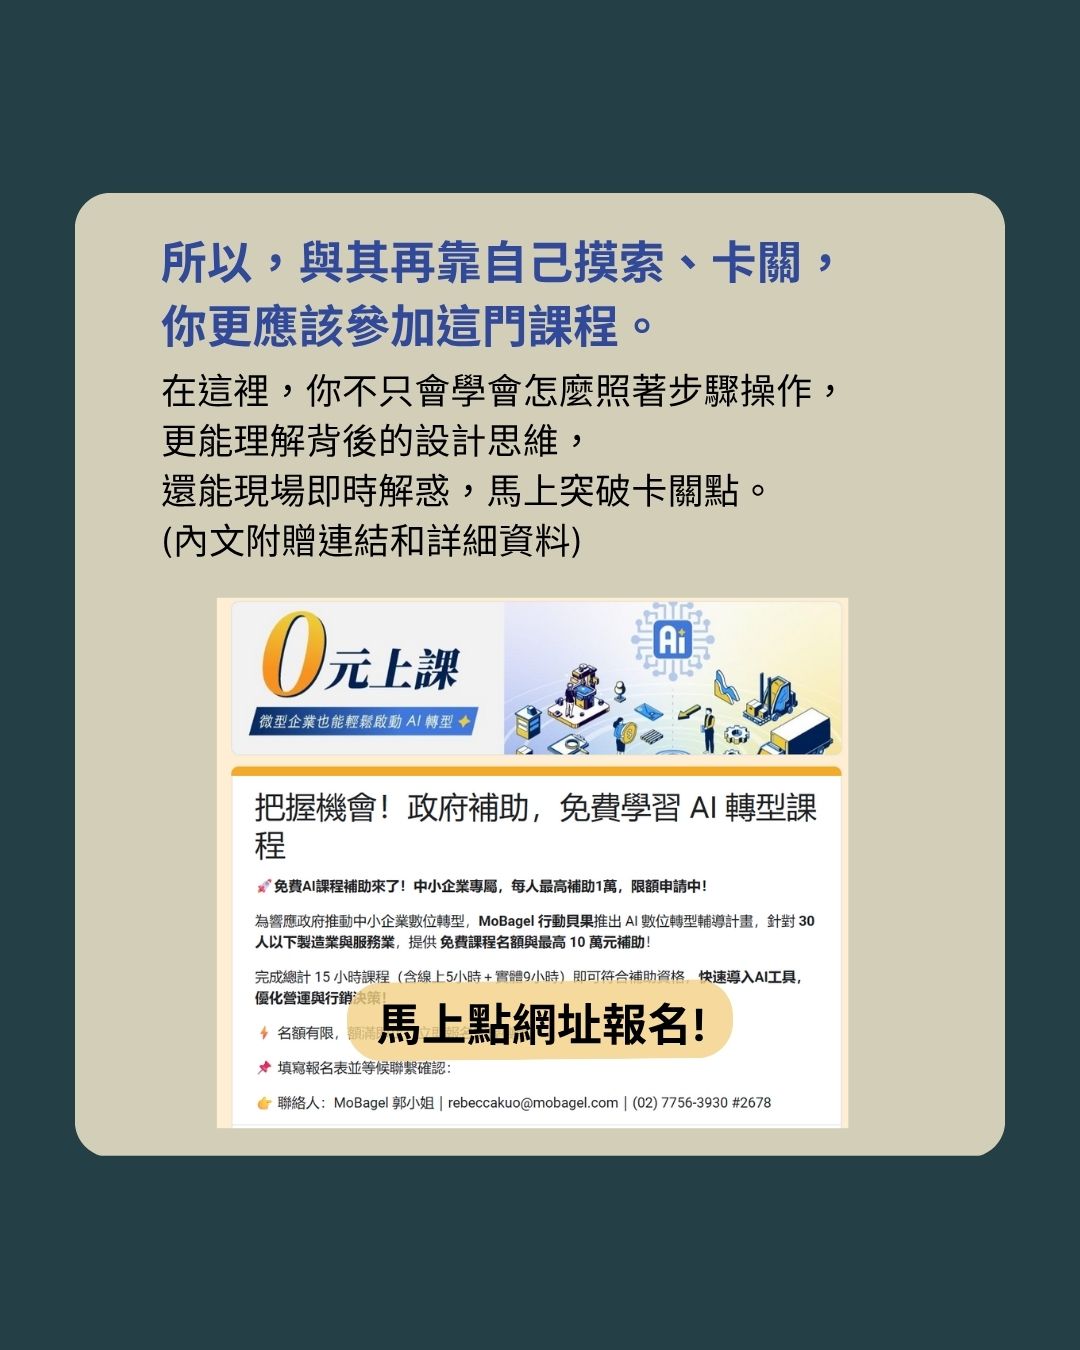 所以，與其再靠自己摸索、卡關，
你更應該參加這門課程。
在這裡，你不只會學會怎麼照著步驟操作，
更能理解背後的設計思維，
還能現場即時解惑，馬上突破卡關點。
(內文附贈連結和詳細資料)
0元上課
微型企業也能輕鬆啟動 AI 轉型
Ai
把握機會！政府補助，免費學習 AI 轉型課
程
🚀免費AI課程補助來了！中小企業專屬，每人最高補助1萬，限額申請中！
為響應政府推動中小企業數位轉型，MoBagel 行動貝果推出 AI 數位轉型輔導計畫，針對 30
人以下製造業與服務業，提供 免費課程名額與最高 10 萬元補助！
完成總計 15 小時課程（含線上5小時 + 實體9小時）即可符合補助資格，快速導入AI工具，
優化營運與行銷決策！
⚡ 名額有限，額滿
馬上點網址報名!
📌 填寫報名表並等候聯繫確認：
👉 聯絡人：MoBagel 郭小姐 | rebeccakuo@mobagel.com | (02) 7756-3930 #2678